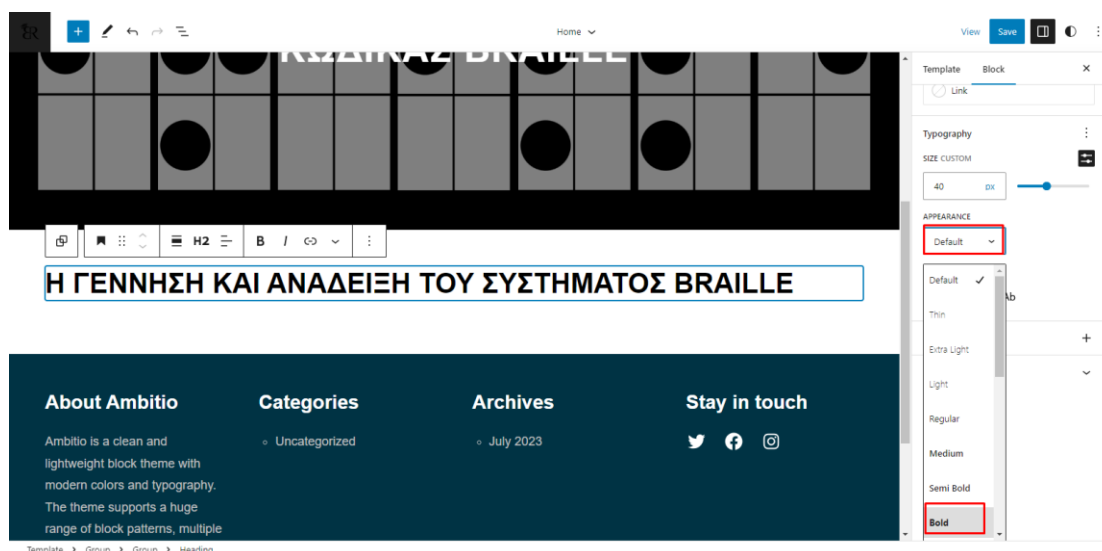 Home
View
Save
ΚΩΔΙΚΑΣ BRAILLE
H2
B
I
Η ΓΕΝΝΗΣΗ ΚΑΙ ΑΝΑΔΕΙΞΗ ΤΟΥ ΣΥΣΤΗΜΑΤΟΣ BRAILLE
About Ambitio
Ambitio is a clean and
lightweight block theme with
modern colors and typography.
The theme supports a huge
range of block patterns, multiple
Categories
Uncategorized
Archives
July 2023
Stay in touch
Template
Block
Link
Typography
SIZE CUSTOM
40 px
APPEARANCE
Default
Default
Ab
Thin
Extra Light
Light
Regular
Medium
Semi Bold
Bold
Template > Group > Group > Heading